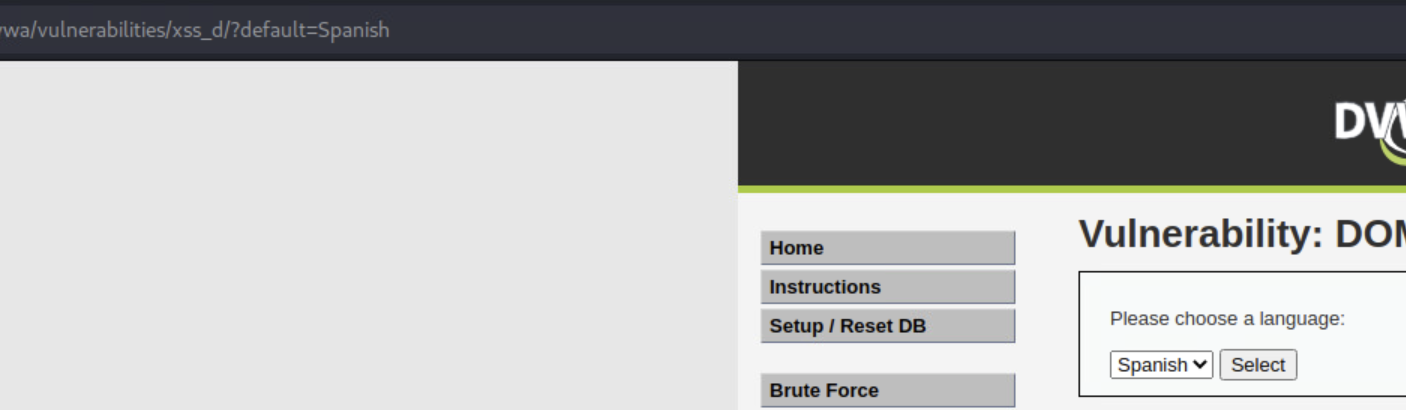 wa/vulnerabilities/xss_d/?default=Spanish
Home
Instructions
Setup / Reset DB
Brute Force
Vulnerability: DOM
Please choose a language:
Spanish Select